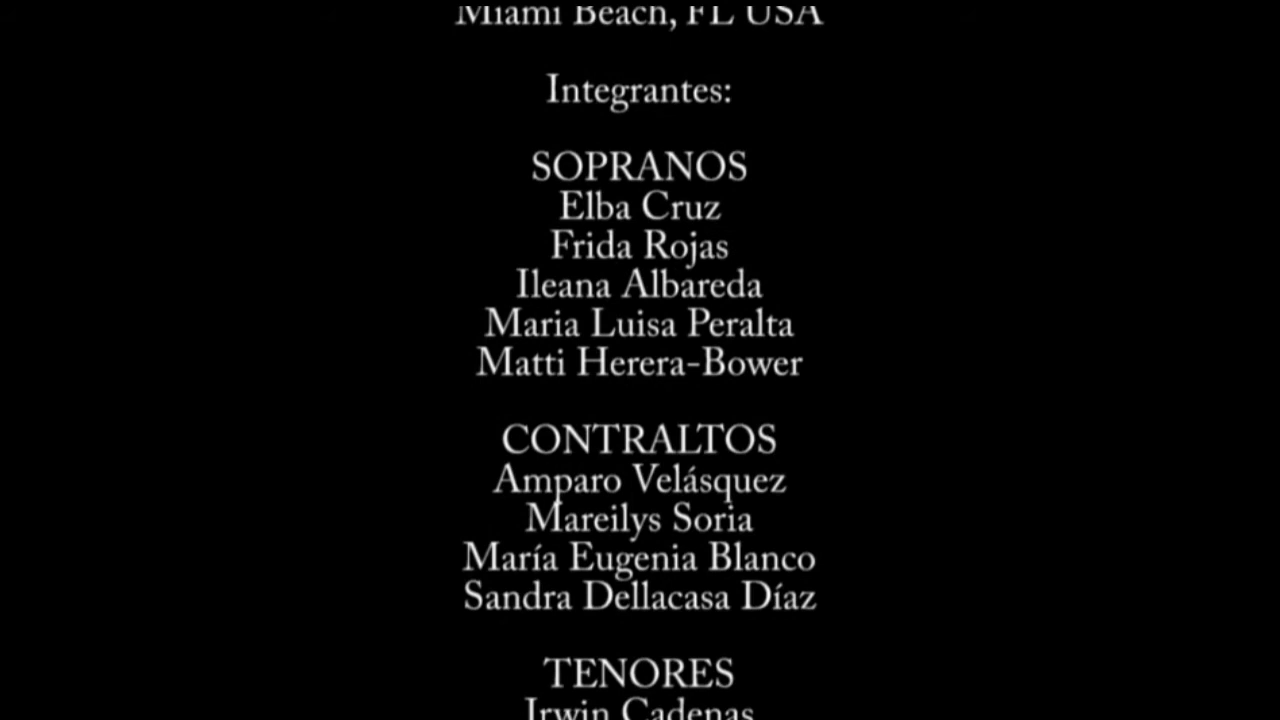 Miami Beach, FL USA
Integrantes:
SOPRANOS
Elba Cruz
Frida Rojas
Ileana Albareda
Maria Luisa Peralta
Matti Herera-Bower
CONTRALTOS
Amparo Velásquez
Mareilys Soria
María Eugenia Blanco
Sandra Dellacasa Díaz
TENORES
Irwin Cadenas